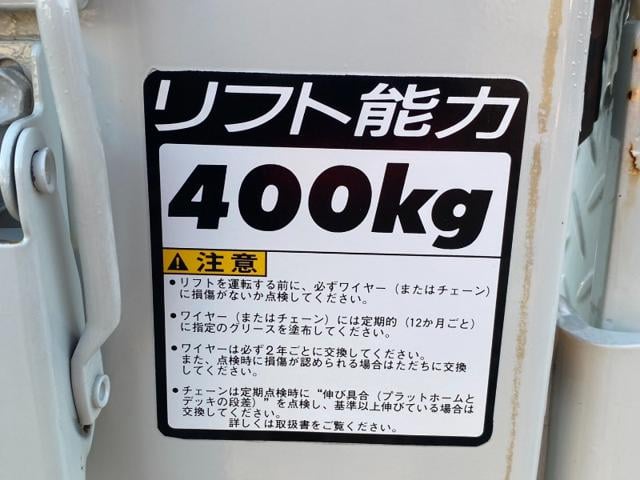 リフト能力
400kg
⚠注意
●リフトを運転する前に、必ずワイヤー(またはチェーン)
に損傷がないか点検してください。
●ワイヤー(またはチェーン)には定期的(12か月ごと)
に指定のグリースを塗布してください。
●ワイヤーは必ず2年ごとに交換してください。
また、点検時に損傷が認められる場合はただちに交換
してください。
●チェーンは定期点検時に“伸び具合(プラットホームと
デッキの段差)”を点検し、基準以上伸びている場合は
交換してください。
詳しくは取扱書をご覧ください。